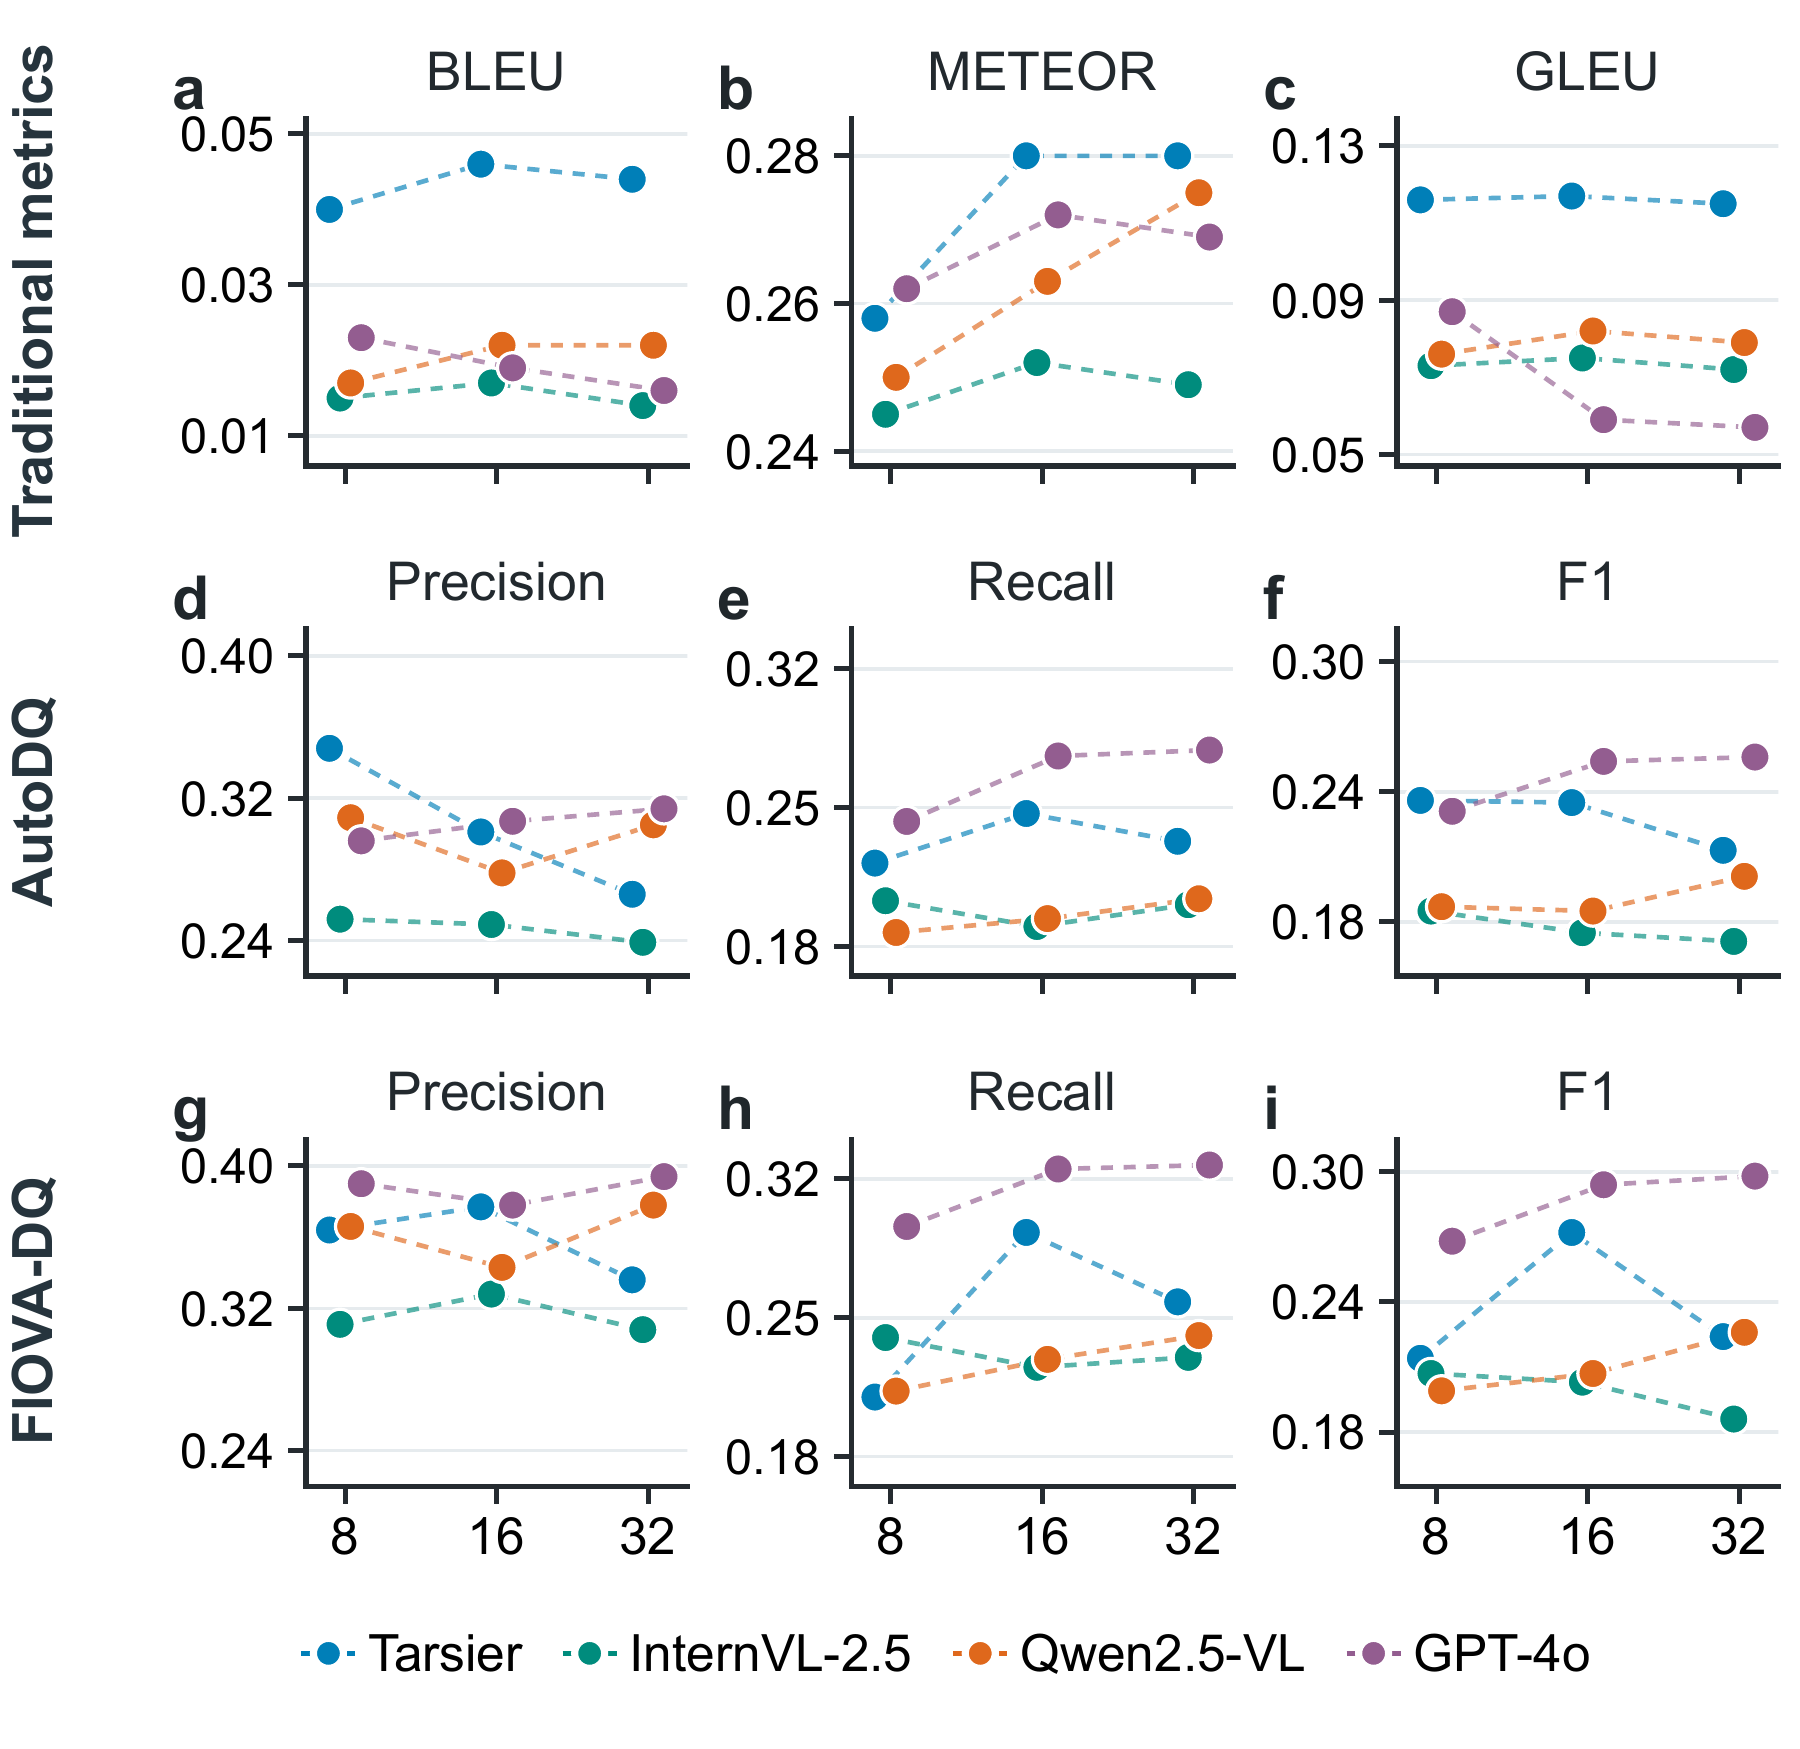 Traditional metrics
a BLEU
0.05
0.03
0.01
b METEOR
0.28
0.26
0.24
c GLEU
0.13
0.09
0.05
AutoDQ
d Precision
0.40
0.32
0.24
e Recall
0.32
0.25
0.18
f F1
0.30
0.24
0.18
FIOVA-DQ
g Precision
0.40
0.32
0.24
8 16 32
h Recall
0.32
0.25
0.18
8 16 32
i F1
0.30
0.24
0.18
8 16 32
Tarsier InternVL-2.5 Qwen2.5-VL GPT-4o